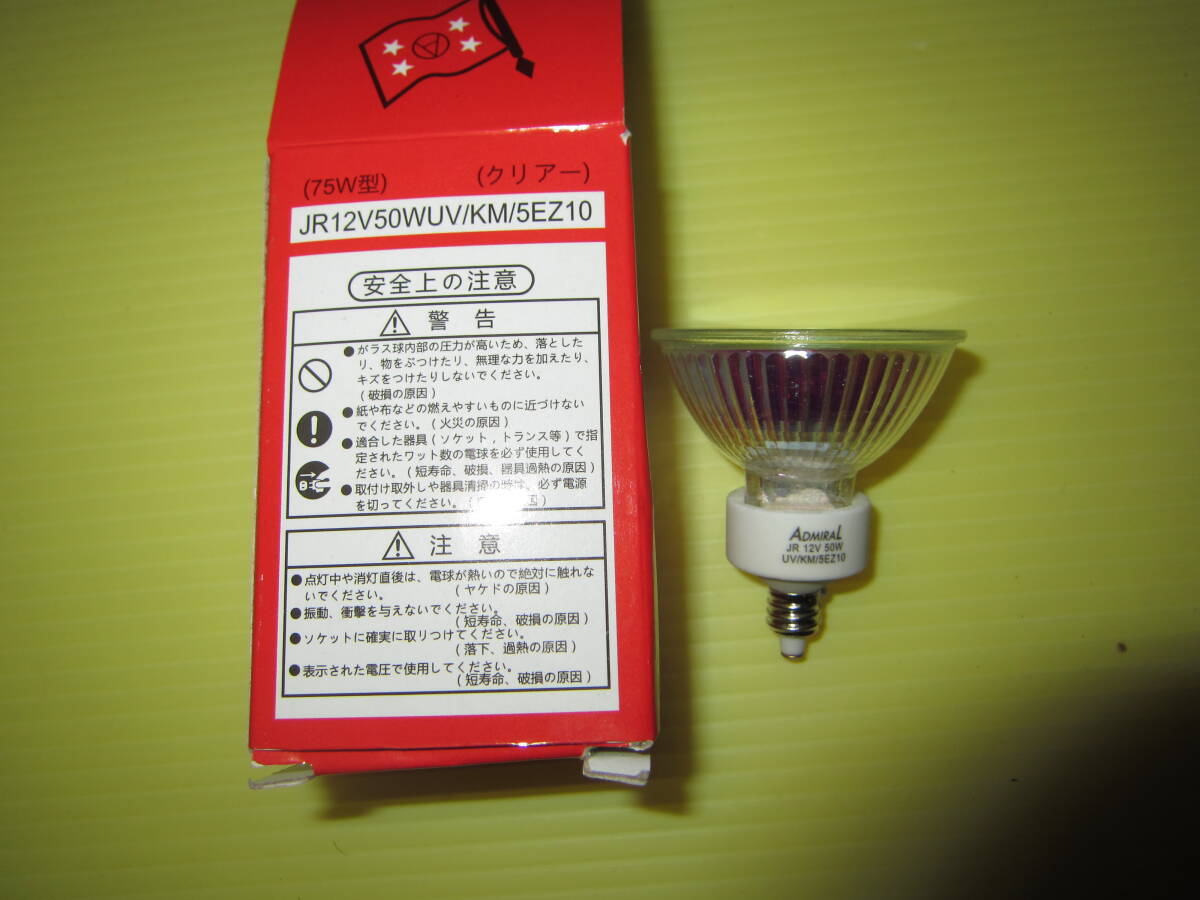 (75W型) (クリアー)
JR12V50WUV/KM/5EZ10
安全上の注意
警 告
●がラス球内部の圧力が高いため、落とした
リ、物をぶつけたリ、無理な力を加えたり、
キズをつけたりしないでください。
(破損の原因)
●紙や布などの燃えやすいものに近づけない
でください。(火災の原因)
●適合した器具(ソケット,トランス等)で指
定されたワット数の電球を必ず使用してく
ださい。(短寿命、破損、器具過熱の原因)
●取付け取外しや器具清掃の時は、必ず電源
を切ってください。( 原因)
注 意
●点灯中や消灯直後は、電球が熱いので絶対に触れな
いでください。 (ヤケドの原因)
●振動、衝撃を与えないでください。
(短寿命、破損の原因)
●ソケットに確実に取りつけてください。
(落下、過熱の原因)
●表示された電圧で使用してください。
(短寿命、破損の原因)
ADMIRAL
JR 12V 50W
UV/KM/5EZ10